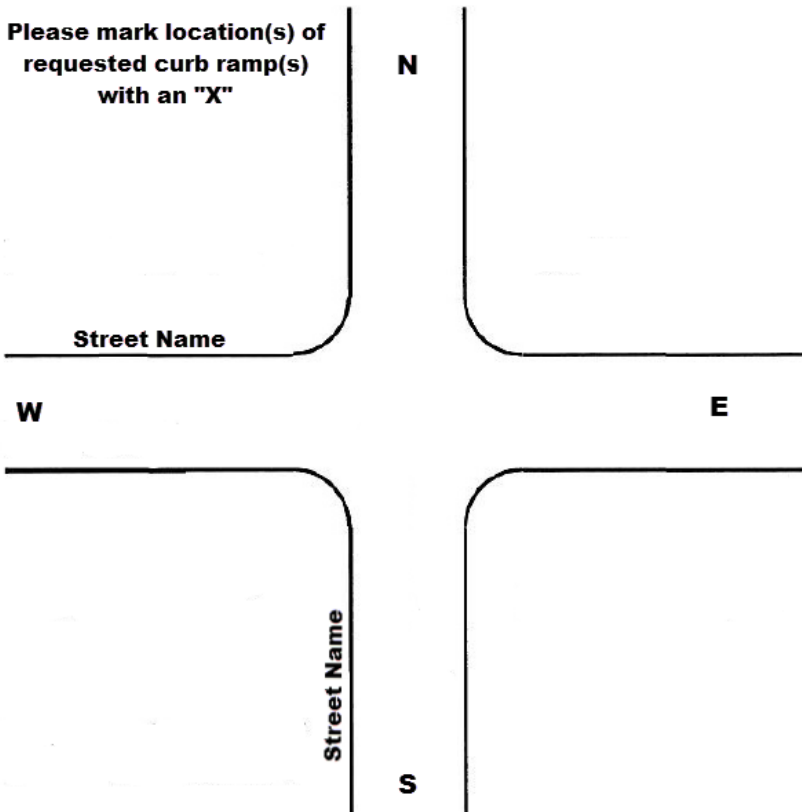 Please mark location(s) of
requested curb ramp(s)
with an "X"
N
Street Name
W
E
Street Name
S